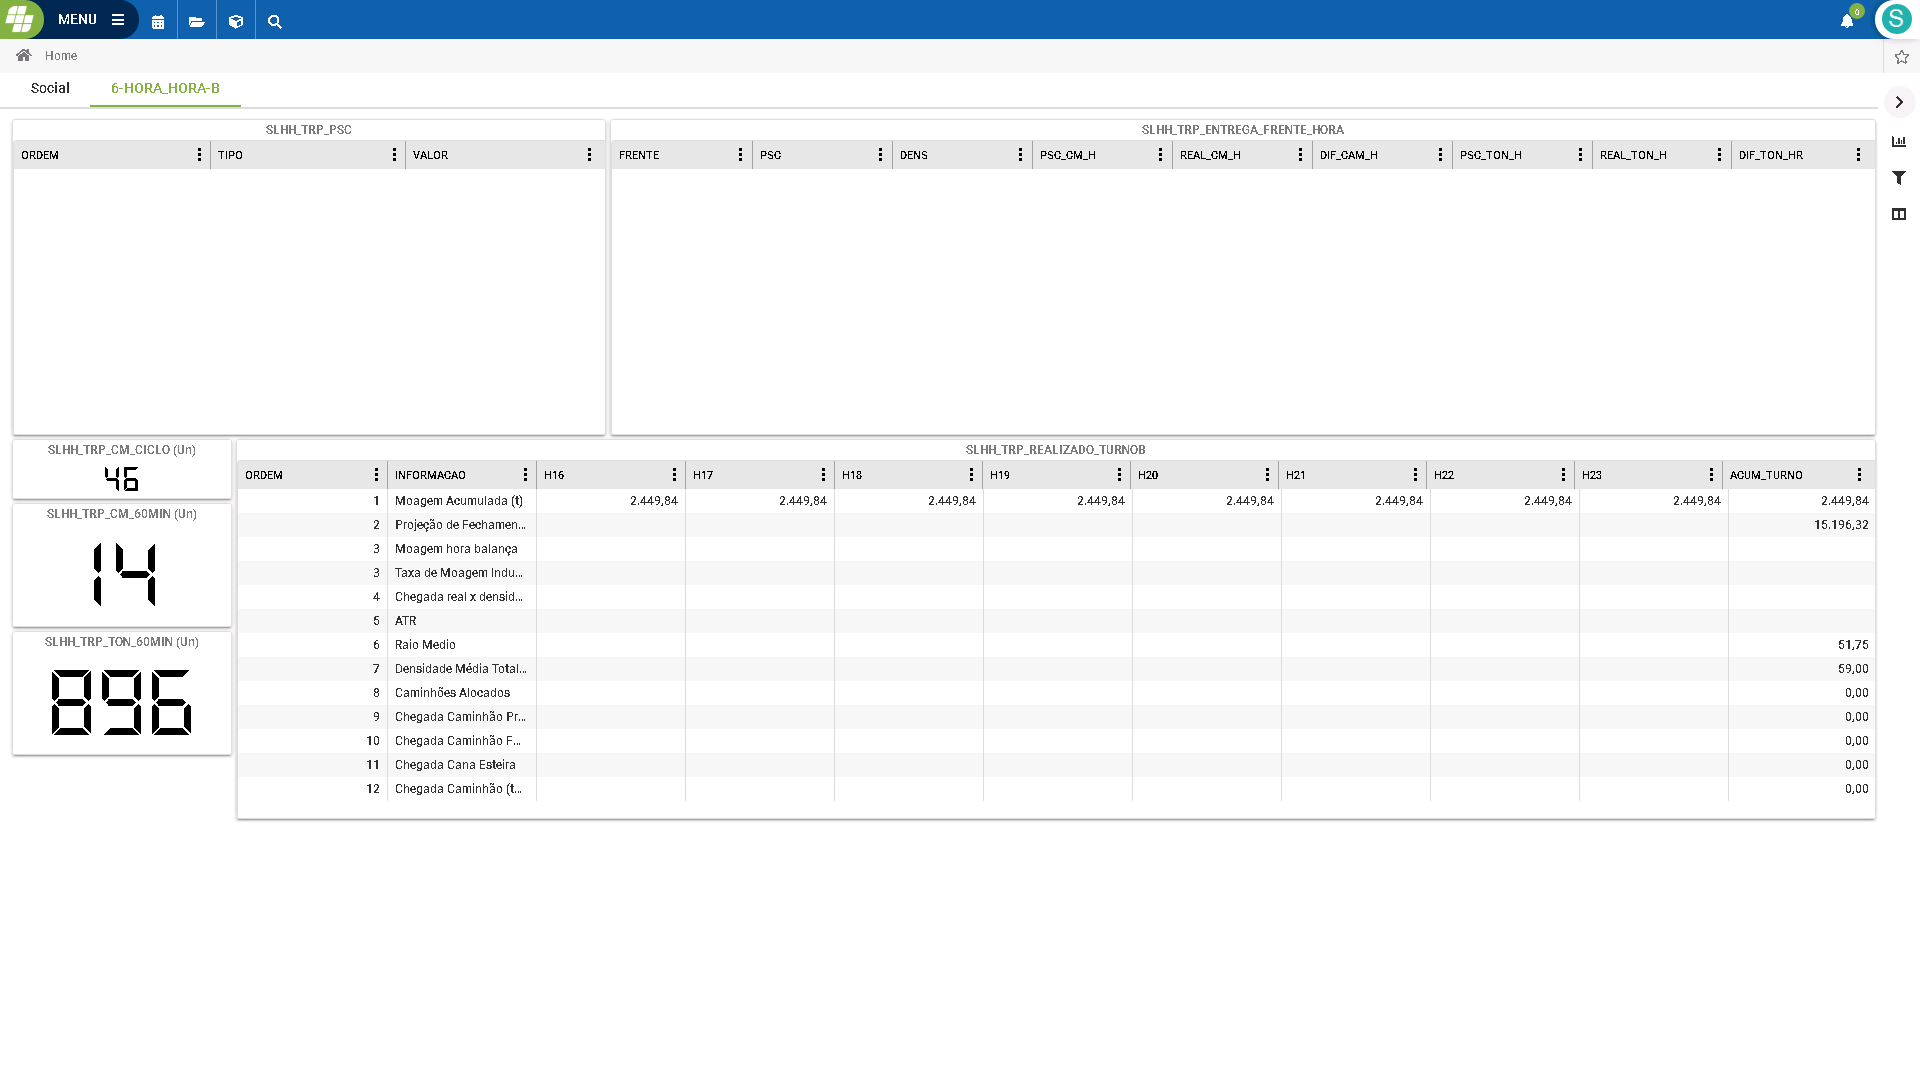 MENU
0
S
Home
Social
6-HORA_HORA-B
SLHH_TRP_PSC
ORDEM TIPO VALOR
SLHH_TRP_ENTREGA_FRENTE_HORA
FRENTE PSC DENS PSC_CM_H REAL_CM_H DIF_CAM_H PSC_TON_H REAL_TON_H DIF_TON_HR
SLHH_TRP_CM_CICLO (Un)
46
SLHH_TRP_CM_60MIN (Un)
14
SLHH_TRP_TON_60MIN (Un)
896
SLHH_TRP_REALIZADO_TURNOB
ORDEM INFORMACAO H16 H17 H18 H19 H20 H21 H22 H23 ACUM_TURNO
1 Moagem Acumulada (t) 2.449,84 2.449,84 2.449,84 2.449,84 2.449,84 2.449,84 2.449,84 2.449,84 2.449,84
2 Projeção de Fechamen... 15.196,32
3 Moagem hora balança
3 Taxa de Moagem Indu...
4 Chegada real x densid...
5 ATR
6 Raio Medio 51,75
7 Densidade Média Total... 59,00
8 Caminhões Alocados 0,00
9 Chegada Caminhão Pr... 0,00
10 Chegada Caminhão F... 0,00
11 Chegada Cana Esteira 0,00
12 Chegada Caminhão (t... 0,00